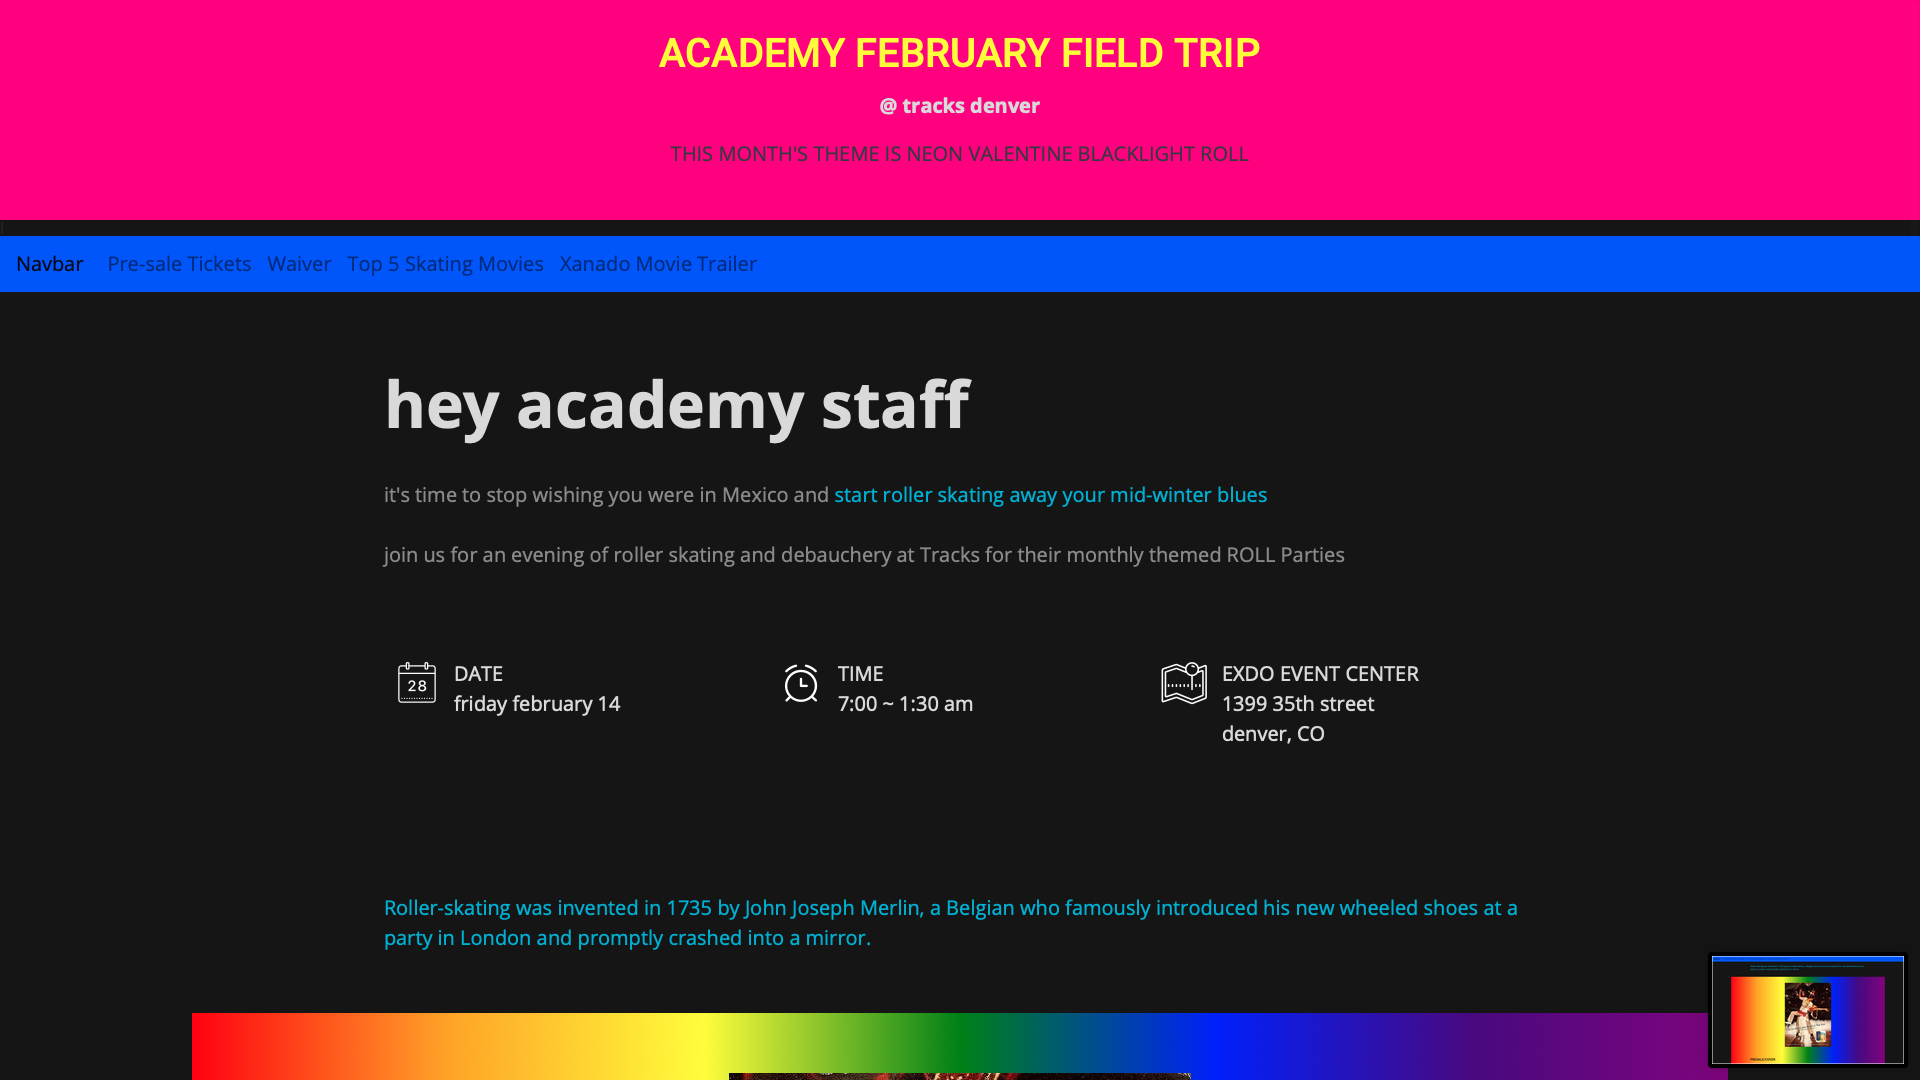 ACADEMY FEBRUARY FIELD TRIP
@ tracks denver
THIS MONTH'S THEME IS NEON VALENTINE BLACKLIGHT ROLL
Navbar Pre-sale Tickets Waiver Top 5 Skating Movies Xanado Movie Trailer
hey academy staff
it's time to stop wishing you were in Mexico and start roller skating away your mid-winter blues
join us for an evening of roller skating and debauchery at Tracks for their monthly themed ROLL Parties
28
DATE
friday february 14
TIME
7:00 ~ 1:30 am
EXDO EVENT CENTER
1399 35th street
denver, CO
Roller-skating was invented in 1735 by John Joseph Merlin, a Belgian who famously introduced his new wheeled shoes at a
party in London and promptly crashed into a mirror.